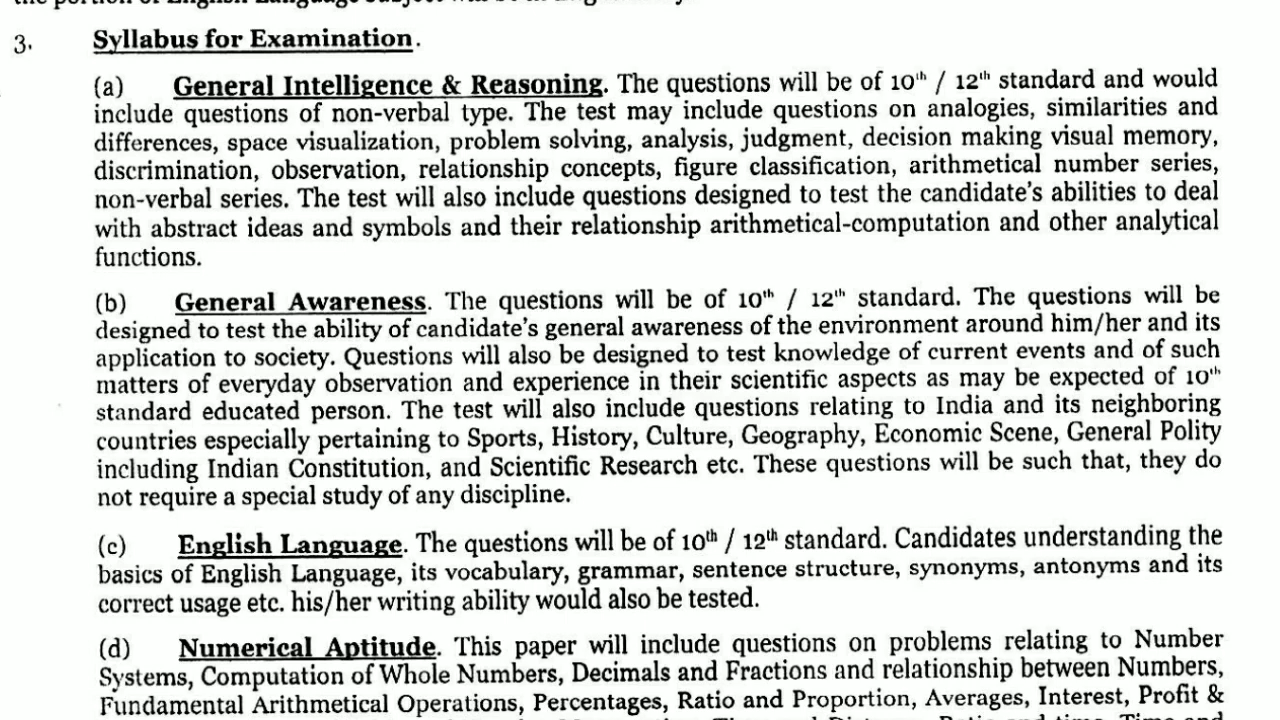 3. Syllabus for Examination.
(a) General Intelligence & Reasoning. The questions will be of 10th / 12th standard and would
include questions of non-verbal type. The test may include questions on analogies, similarities and
differences, space visualization, problem solving, analysis, judgment, decision making visual memory,
discrimination, observation, relationship concepts, figure classification, arithmetical number series,
non-verbal series. The test will also include questions designed to test the candidate's abilities to deal
with abstract ideas and symbols and their relationship arithmetical-computation and other analytical
functions.
(b) General Awareness. The questions will be of 10th / 12th standard. The questions will be
designed to test the ability of candidate's general awareness of the environment around him/her and its
application to society. Questions will also be designed to test knowledge of current events and of such
matters of everyday observation and experience in their scientific aspects as may be expected of 10th
standard educated person. The test will also include questions relating to India and its neighboring
countries especially pertaining to Sports, History, Culture, Geography, Economic Scene, General Polity
including Indian Constitution, and Scientific Research etc. These questions will be such that, they do
not require a special study of any discipline.
(c) English Language. The questions will be of 10th / 12th standard. Candidates understanding the
basics of English Language, its vocabulary, grammar, sentence structure, synonyms, antonyms and its
correct usage etc. his/her writing ability would also be tested.
(d) Numerical Aptitude. This paper will include questions on problems relating to Number
Systems, Computation of Whole Numbers, Decimals and Fractions and relationship between Numbers,
Fundamental Arithmetical Operations, Percentages, Ratio and Proportion, Averages, Interest, Profit &